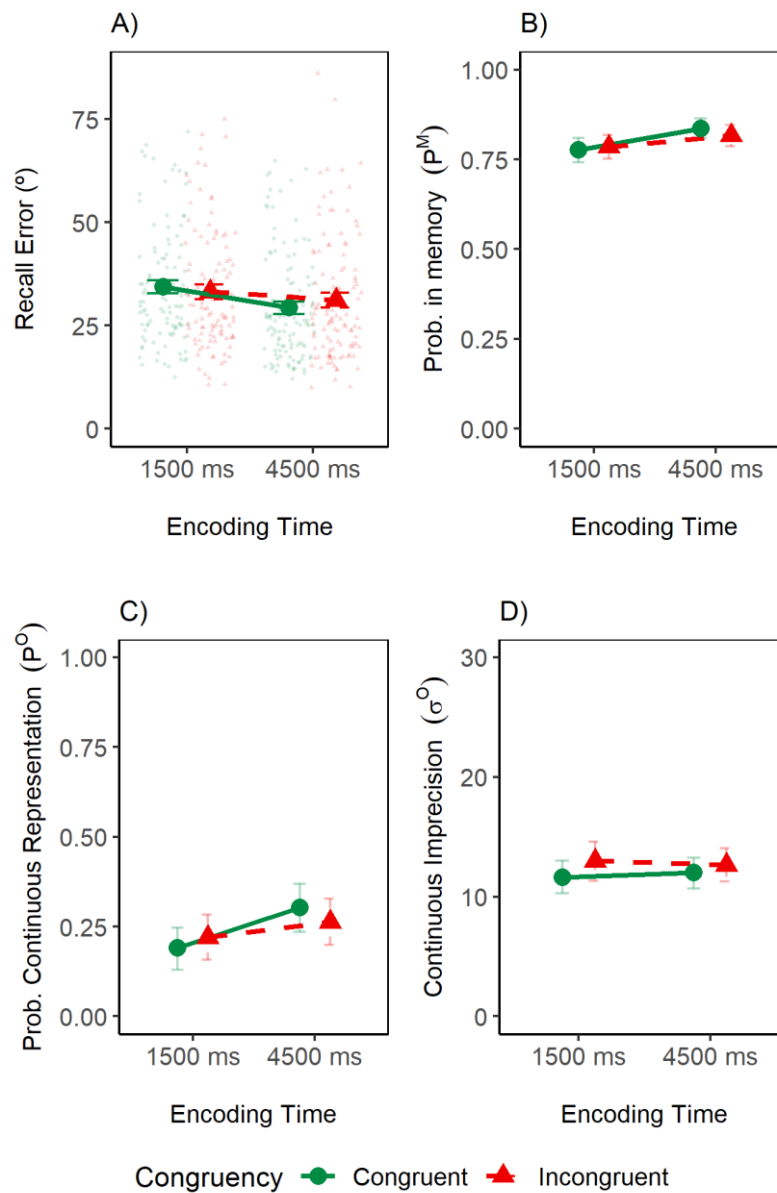 A)
Recall Error (º)
75
50
25
0
1500 ms 4500 ms
Encoding Time
B)
Prob. in memory (P^M)
1.00
0.75
0.50
0.25
0.00
1500 ms 4500 ms
Encoding Time
C)
Prob. Continuous Representation (P^O)
1.00
0.75
0.50
0.25
0.00
1500 ms 4500 ms
Encoding Time
D)
Continuous Imprecision (σ^O)
30
20
10
0
1500 ms 4500 ms
Encoding Time
Congruency Congruent Incongruent